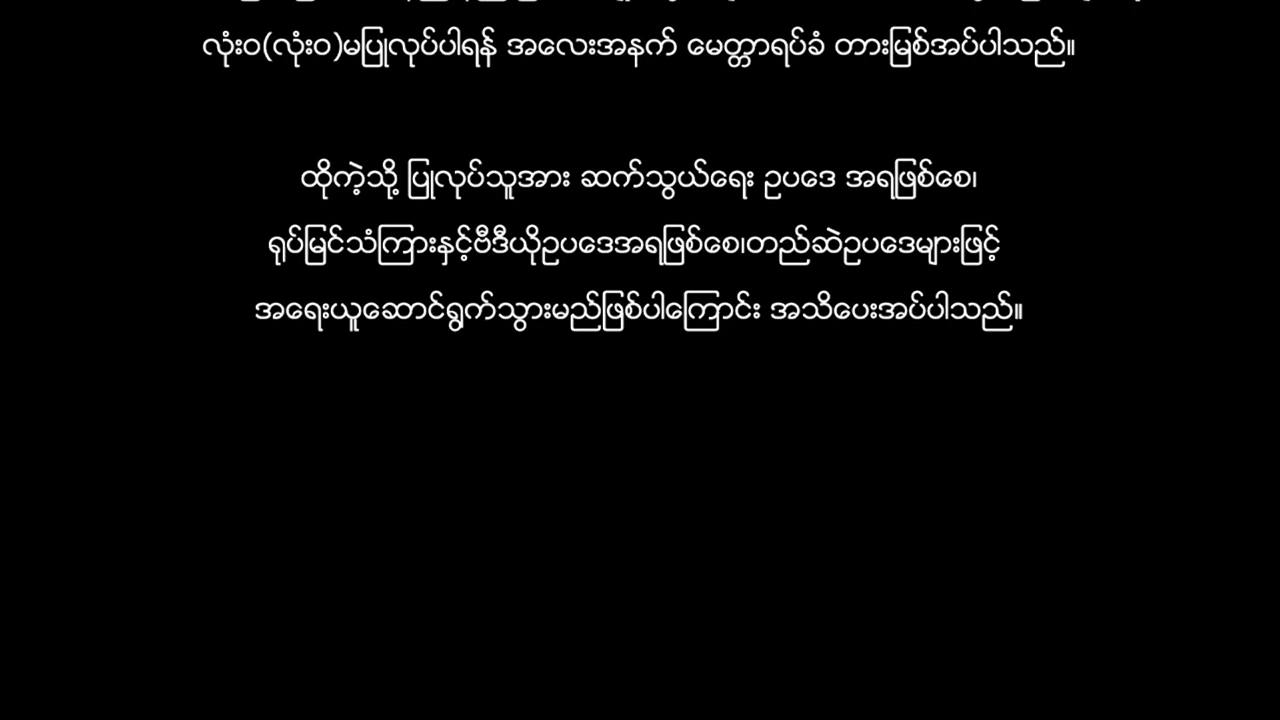 လုံးဝ(လုံးဝ)မပြုလုပ်ပါရန် အလေးအနက် မေတ္တာရပ်ခံ တားမြစ်အပ်ပါသည်။
ထိုကဲ့သို့ ပြုလုပ်သူအား ဆက်သွယ်ရေး ဥပဒေ အရဖြစ်စေ၊
ရုပ်မြင်သံကြားနှင့်ဗီဒီယိုဥပဒေအရဖြစ်စေ၊တည်ဆဲဥပဒေများဖြင့်
အရေးယူဆောင်ရွက်သွားမည်ဖြစ်ပါကြောင်း အသိပေးအပ်ပါသည်။